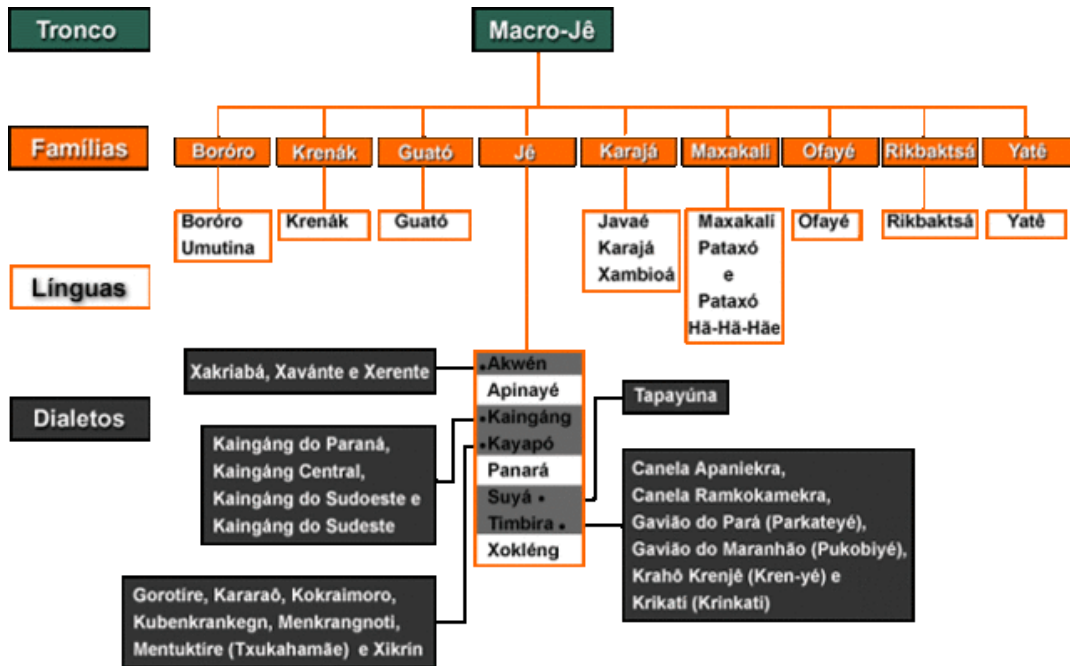 Tronco
Macro-Jê
Famílias
Boróro
Krenák
Guató
Jê
Karajá
Maxakalí
Ofayé
Rikbaktsá
Yatê
Boróro
Umutina
Krenák
Guató
Javaé
Karajá
Xambioá
Maxakalí
Pataxó
e
Pataxó
Hã-Hã-Hãe
Ofayé
Rikbaktsá
Yatê
Línguas
Dialetos
Xakriabá, Xavánte e Xerente
Kaingáng do Paraná,
Kaingáng Central,
Kaingáng do Sudoeste e
Kaingáng do Sudeste
Gorotire, Kararaô, Kokraimoro,
Kubenkrankegn, Menkrangnoti,
Mentuktire (Txukahamãe) e Xikrin
•Akwén
Apinayé
•Kaingáng
•Kayapó
Panará
Suyá •
Timbira •
Xokléng
Tapayúna
Canela Apaniekra,
Canela Ramkokamekra,
Gavião do Pará (Parkateyé),
Gavião do Maranhão (Pukobiyé),
Krahô Krenjê (Kren-yé) e
Krikatí (Krinkati)